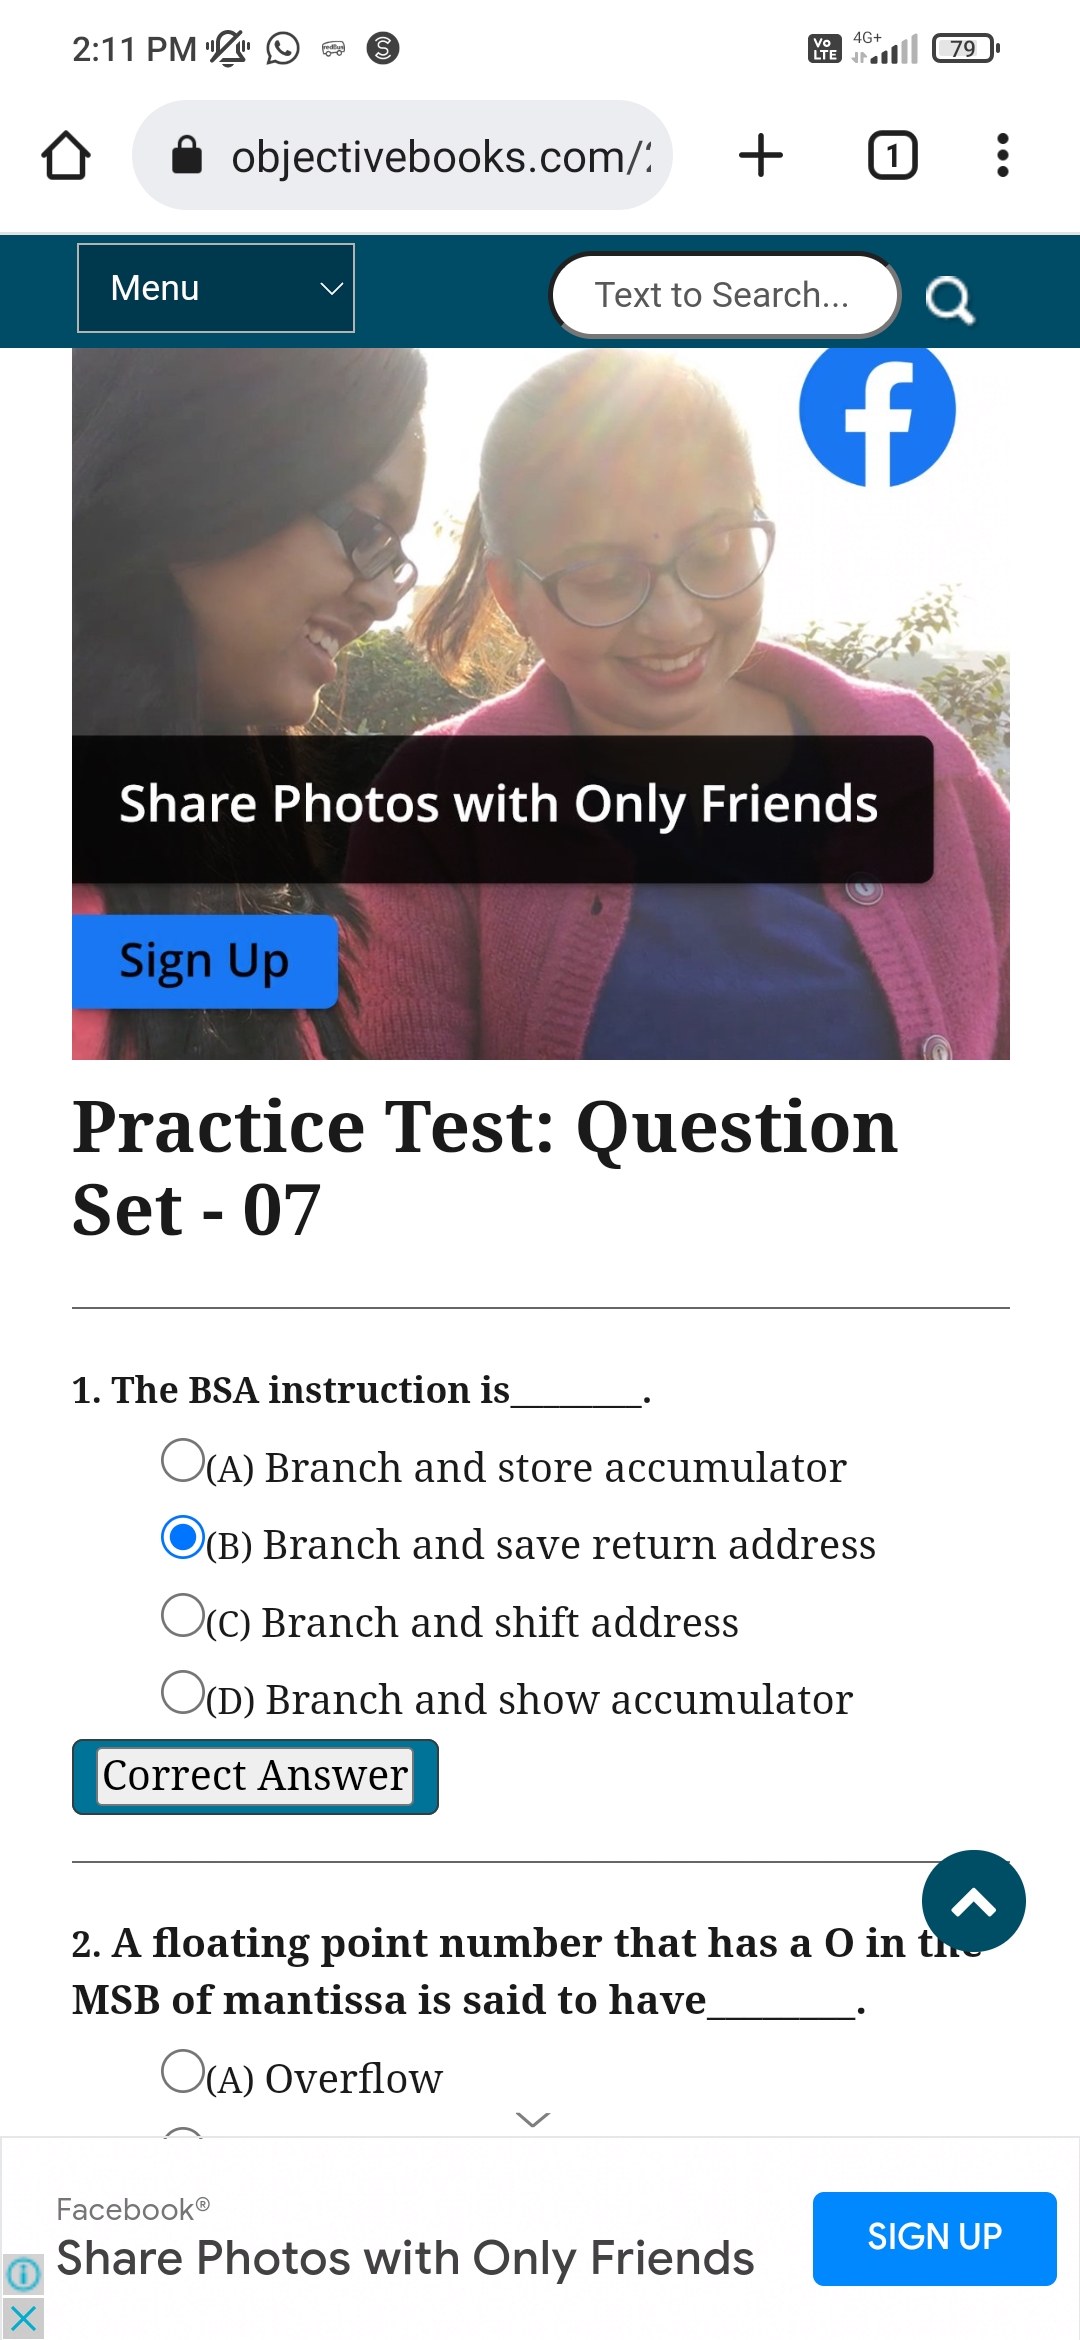 2:11 PM
redBus
S
Vo LTE
4G+
79
objectivebooks.com/
1
Menu
Text to Search...
Share Photos with Only Friends
Sign Up
Practice Test: Question
Set - 07
1. The BSA instruction is_______.
(A) Branch and store accumulator
(B) Branch and save return address
(C) Branch and shift address
(D) Branch and show accumulator
Correct Answer
2. A floating point number that has a O in the
MSB of mantissa is said to have________.
(A) Overflow
Facebook®
Share Photos with Only Friends
SIGN UP